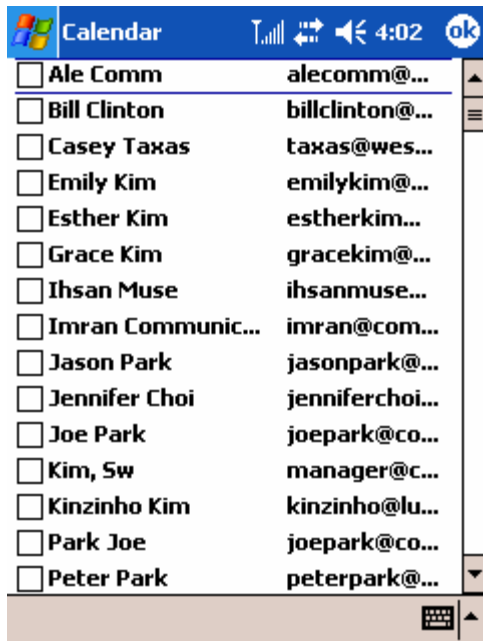 Calendar 4:02 ok
Ale Comm alecomm@...
Bill Clinton billclinton@...
Casey Taxas taxas@wes...
Emily Kim emilykim@...
Esther Kim estherkim...
Grace Kim gracekim@...
Ihsan Muse ihsanmuse...
Imran Communic... imran@com...
Jason Park jasonpark@...
Jennifer Choi jenniferchoi...
Joe Park joepark@co...
Kim, Sw manager@c...
Kinzinho Kim kinzinho@lu...
Park Joe joepark@co...
Peter Park peterpark@...